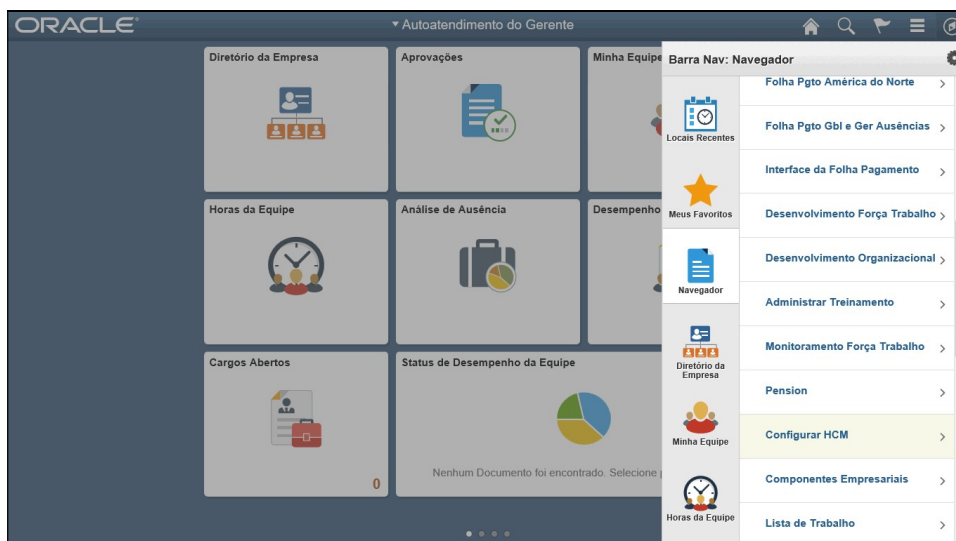 ORACLE
Autoatendimento do Gerente
Diretório da Empresa
Aprovações
Minha Equipe
Horas da Equipe
Análise de Ausência
Desempenho
Cargos Abertos
0
Status de Desempenho da Equipe
Nenhum Documento foi encontrado. Selecione
Barra Nav: Navegador
Locais Recentes
Meus Favoritos
Navegador
Diretório da
Empresa
Minha Equipe
Horas da Equipe
Folha Pgto América do Norte
Folha Pgto Gbl e Ger Ausências
Interface da Folha Pagamento
Desenvolvimento Força Trabalho
Desenvolvimento Organizacional
Administrar Treinamento
Monitoramento Força Trabalho
Pension
Configurar HCM
Componentes Empresariais
Lista de Trabalho